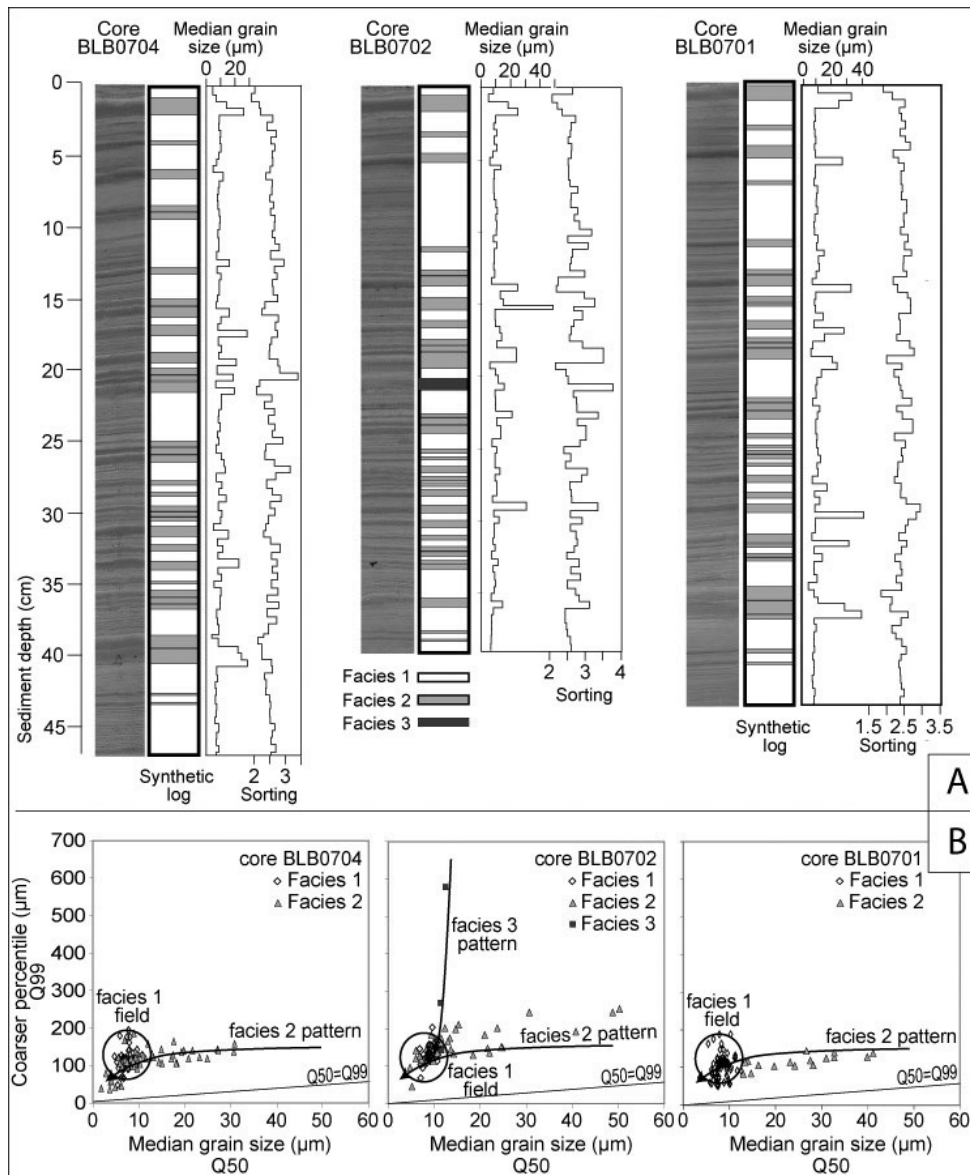 Core
BLB0704
Median grain
size (µm)
0 20
Core
BLB0702
Median grain
size (µm)
0 20 40
Core
BLB0701
Median grain
size (µm)
0 20 40
0
5
10
15
20
25
30
35
40
45
Sediment depth (cm)
Synthetic
log
2 3
Sorting
Facies 1
Facies 2
Facies 3
2 3 4
Sorting
Synthetic
log
1.5 2.5 3.5
Sorting
A
B
Coarser percentile (µm)
Q99
700
600
500
400
300
200
100
0
core BLB0704
Facies 1
Facies 2
facies 1
field
facies 2 pattern
Q50=Q99
0 10 20 30 40 50 60
Median grain size (µm)
Q50
core BLB0702
Facies 1
Facies 2
Facies 3
facies 3
pattern
facies 2 pattern
facies 1
field
Q50=Q99
0 10 20 30 40 50 60
Median grain size (µm)
Q50
core BLB0701
Facies 1
Facies 2
facies 1
field
facies 2 pattern
Q50=Q99
0 10 20 30 40 50 60
Median grain size (µm)
Q50